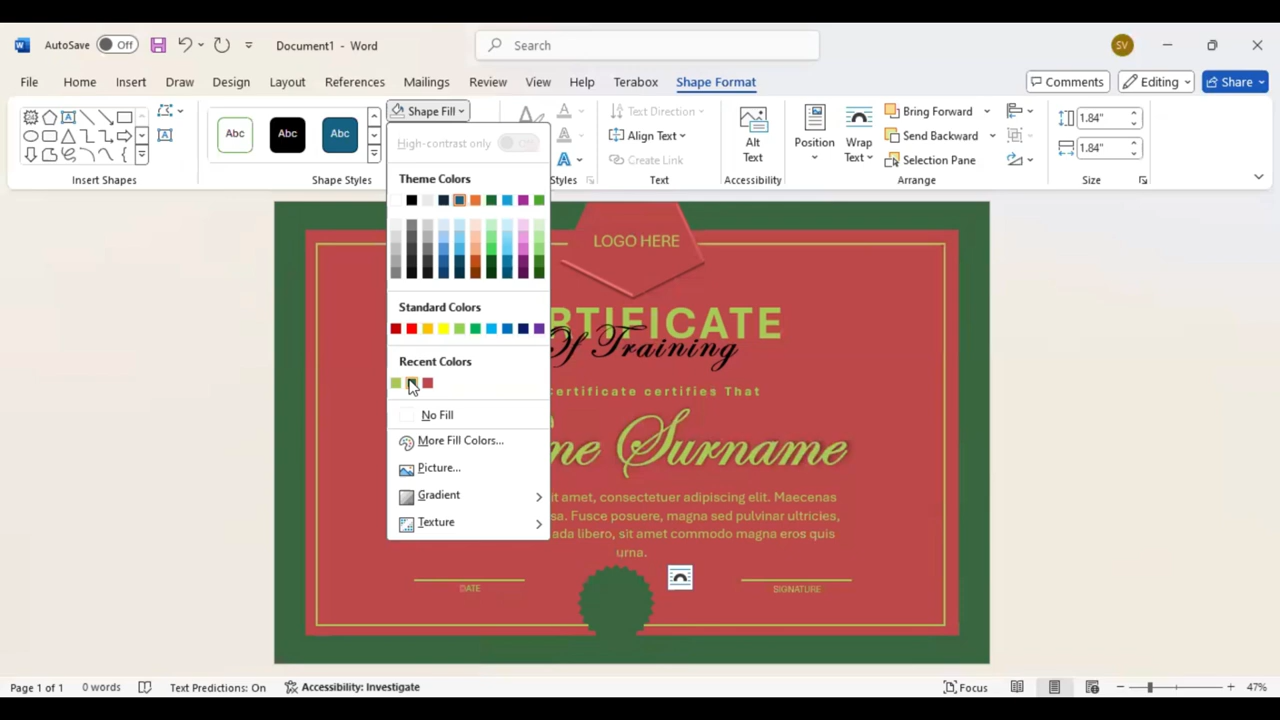 AutoSave Off Document1 - Word Search SV
File Home Insert Draw Design Layout References Mailings Review View Help Terabox Shape Format Comments Editing Share
Abc Abc Abc Shape Fill Text Direction Bring Forward 1.84"
High-contrast only Align Text Send Backward
Create Link Selection Pane 1.84"
Alt Text Position Wrap Text
Insert Shapes Shape Styles Styles Text Accessibility Arrange Size
Theme Colors
Standard Colors
Recent Colors
No Fill
More Fill Colors...
Picture...
Gradient
Texture
LOGO HERE
RTIFICATE
Of Training
ertificate certifies That
me Surname
it amet, consectetuer adipiscing elit. Maecenas
sa. Fusce posuere, magna sed pulvinar ultricies,
ada libero, sit amet commodo magna eros quis
urna.
DATE SIGNATURE
Page 1 of 1 0 words Text Predictions: On Accessibility: Investigate Focus 47%